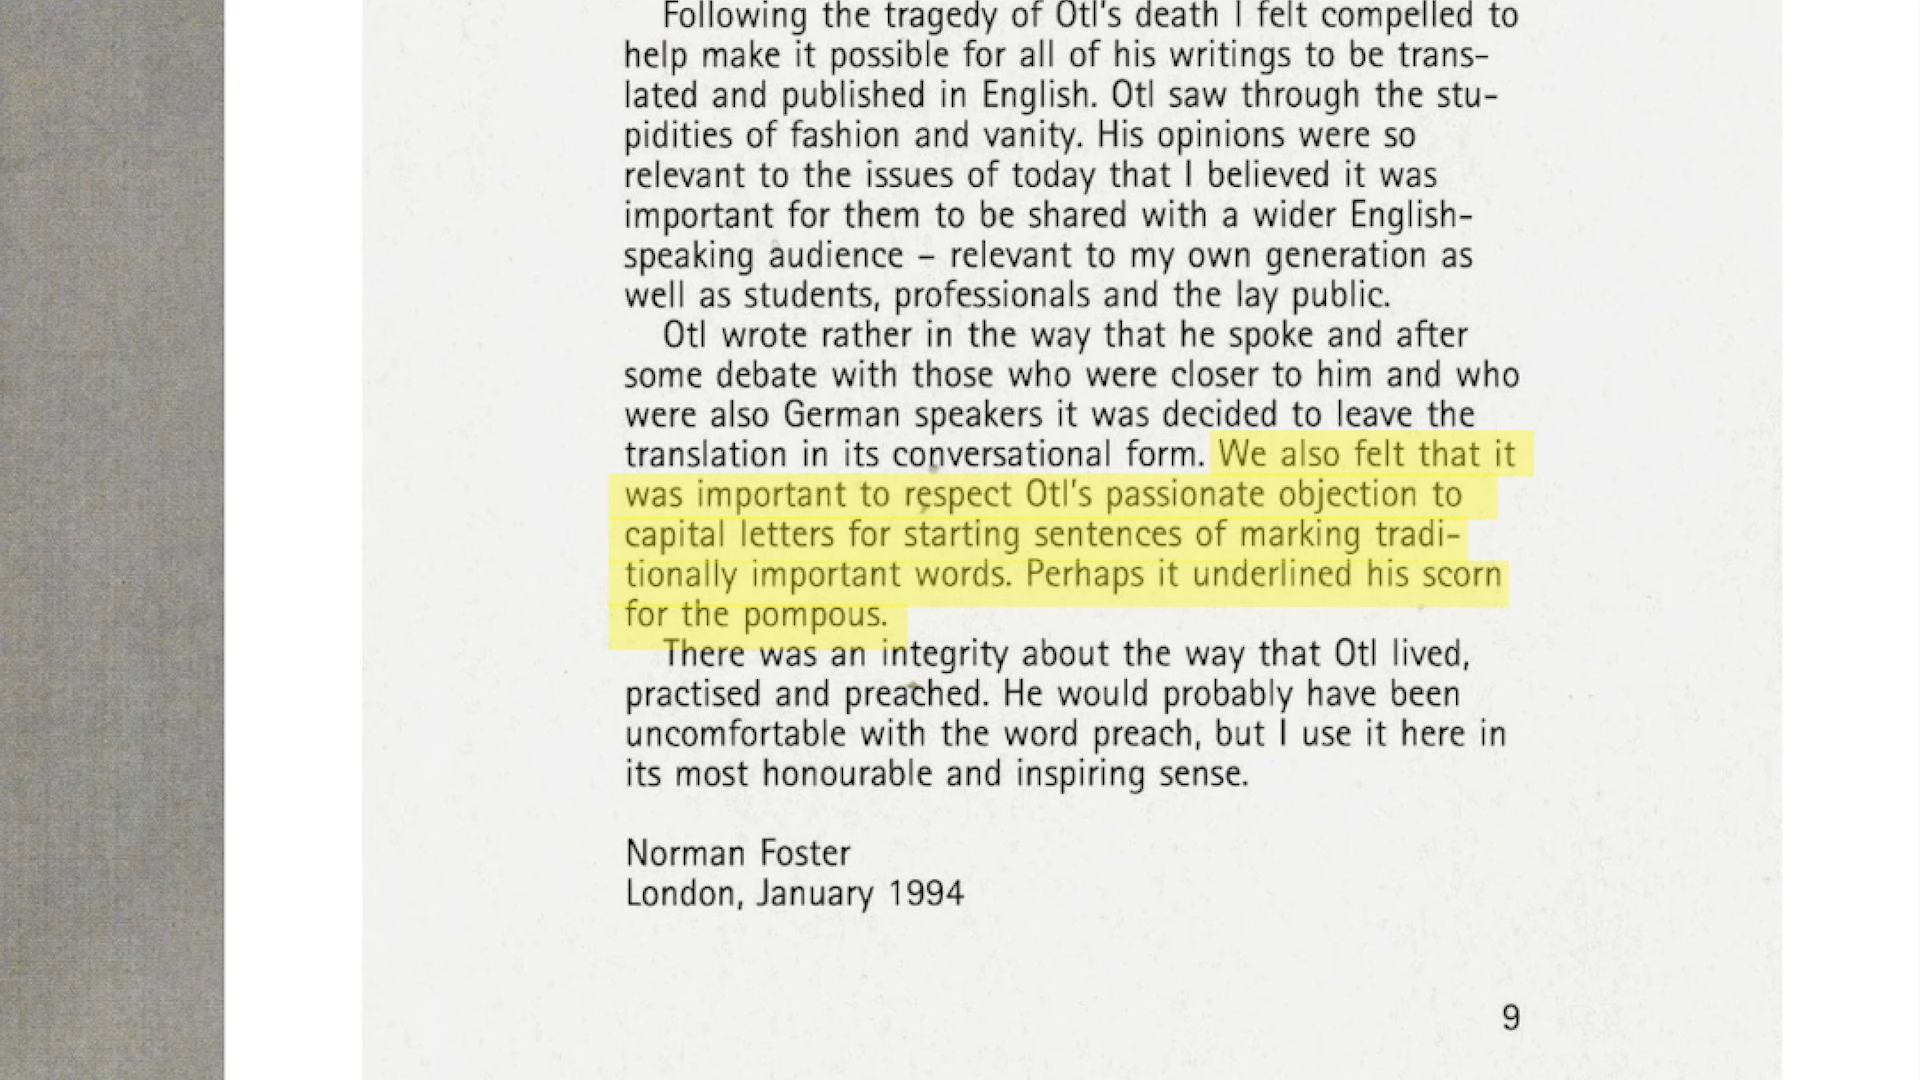 Following the tragedy of Otl's death I felt compelled to
help make it possible for all of his writings to be trans-
lated and published in English. Otl saw through the stu-
pidities of fashion and vanity. His opinions were so
relevant to the issues of today that I believed it was
important for them to be shared with a wider English-
speaking audience – relevant to my own generation as
well as students, professionals and the lay public.
Otl wrote rather in the way that he spoke and after
some debate with those who were closer to him and who
were also German speakers it was decided to leave the
translation in its conversational form. We also felt that it
was important to respect Otl's passionate objection to
capital letters for starting sentences of marking tradi-
tionally important words. Perhaps it underlined his scorn
for the pompous.
There was an integrity about the way that Otl lived,
practised and preached. He would probably have been
uncomfortable with the word preach, but I use it here in
its most honourable and inspiring sense.
Norman Foster
London, January 1994
9